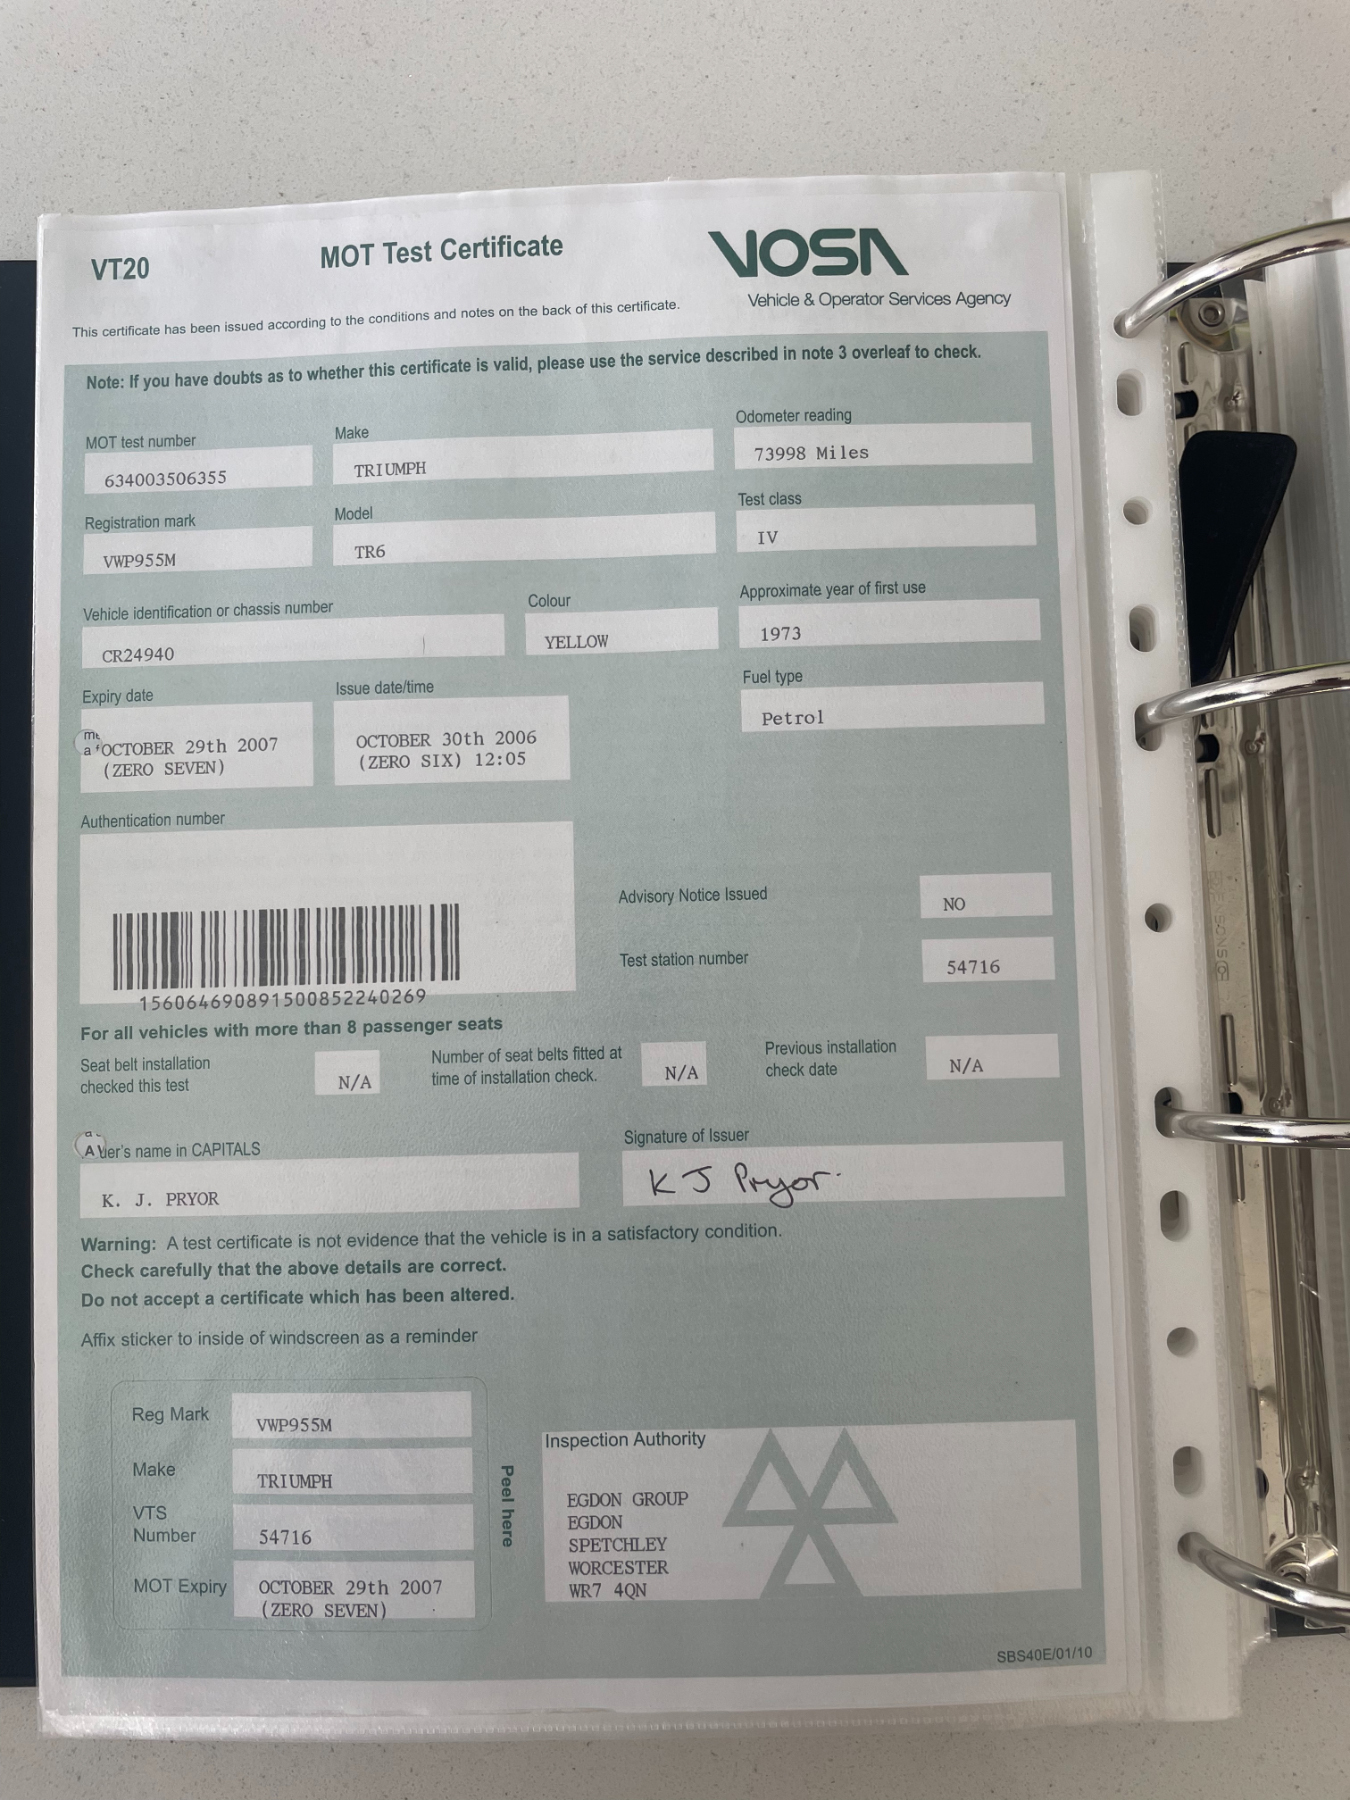 VT20
MOT Test Certificate
VOSA
Vehicle & Operator Services Agency
This certificate has been issued according to the conditions and notes on the back of this certificate.
Note: If you have doubts as to whether this certificate is valid, please use the service described in note 3 overleaf to check.
MOT test number
634003506355
Make
TRIUMPH
Odometer reading
73998 Miles
Registration mark
VWP955M
Model
TR6
Test class
IV
Vehicle identification or chassis number
CR24940
Colour
YELLOW
Approximate year of first use
1973
Expiry date
OCTOBER 29th 2007
(ZERO SEVEN)
Issue date/time
OCTOBER 30th 2006
(ZERO SIX) 12:05
Fuel type
Petrol
Authentication number
156064690891500852240269
Advisory Notice Issued
NO
Test station number
54716
For all vehicles with more than 8 passenger seats
Seat belt installation
checked this test
N/A
Number of seat belts fitted at
time of installation check.
N/A
Previous installation
check date
N/A
name in CAPITALS
K. J. PRYOR
Signature of Issuer
K J Pryor.
Warning: A test certificate is not evidence that the vehicle is in a satisfactory condition.
Check carefully that the above details are correct.
Do not accept a certificate which has been altered.
Affix sticker to inside of windscreen as a reminder
Reg Mark
VWP955M
Make
TRIUMPH
VTS
Number
54716
MOT Expiry
OCTOBER 29th 2007
(ZERO SEVEN)
Peel here
Inspection Authority
EGDON GROUP
EGDON
SPETCHLEY
WORCESTER
WR7 4QN
SBS40E/01/10